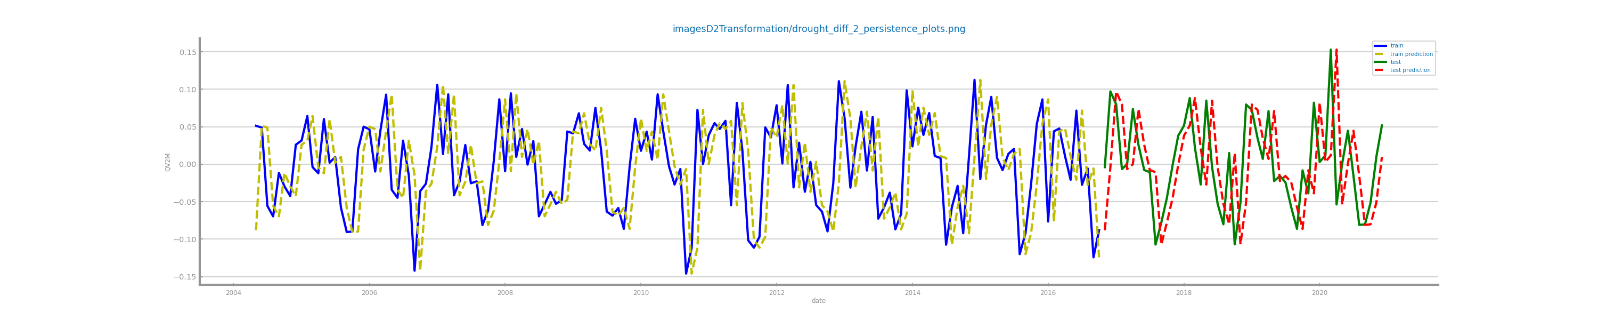 imagesD2Transformation/drought_diff_2_persistence_plots.png
train
train prediction
test
test prediction
0.15
0.10
0.05
0.00
−0.05
−0.10
−0.15
QV2M
2004
2006
2008
2010
2012
2014
2016
2018
2020
date